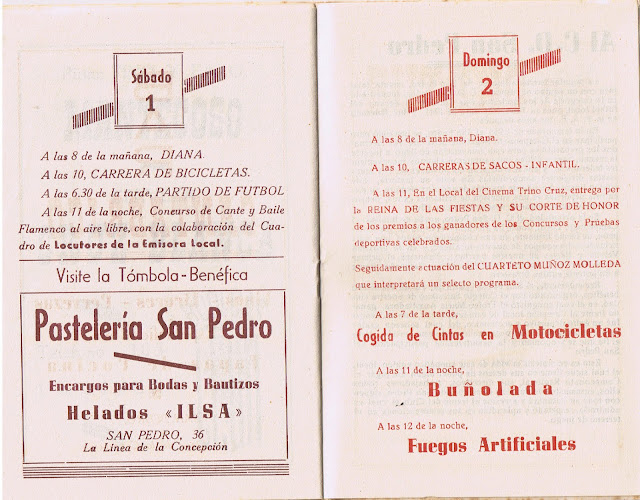 Sábado
1
A las 8 de la mañana, DIANA.
A las 10, CARRERA DE BICICLETAS.
A las 6.30 de la tarde, PARTIDO DE FUTBOL
A las 11 de la noche, Concurso de Cante y Baile
Flamenco al aire libre, con la colaboración del Cua-
dro de Locutores de la Emisora Local.
Visite la Tómbola-Benéfica
Pastelería San Pedro
Encargos para Bodas y Bautizos
Helados «ILSA»
SAN PEDRO, 36
La Línea de la Concepción
Domingo
2
A las 8 de la mañana, Diana.
A las 10, CARRERAS DE SACOS - INFANTIL.
A las 11, En el Local del Cinema Trino Cruz, entrega por
la REINA DE LAS FIESTAS Y SU CORTE DE HONOR
de los premios a los ganadores de los Concursos y Pruebas
deportivas celebrados.
Seguidamente actuación del CUARTETO MUÑOZ MOLLEDA
que interpretará un selecto programa.
A las 7 de la tarde,
Cogida de Cintas en Motocicletas
A las 11 de la noche,
Buñolada
A las 12 de la noche,
Fuegos Artificiales